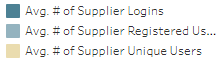 Avg. # of Supplier Logins
Avg. # of Supplier Registered Us...
Avg. # of Supplier Unique Users